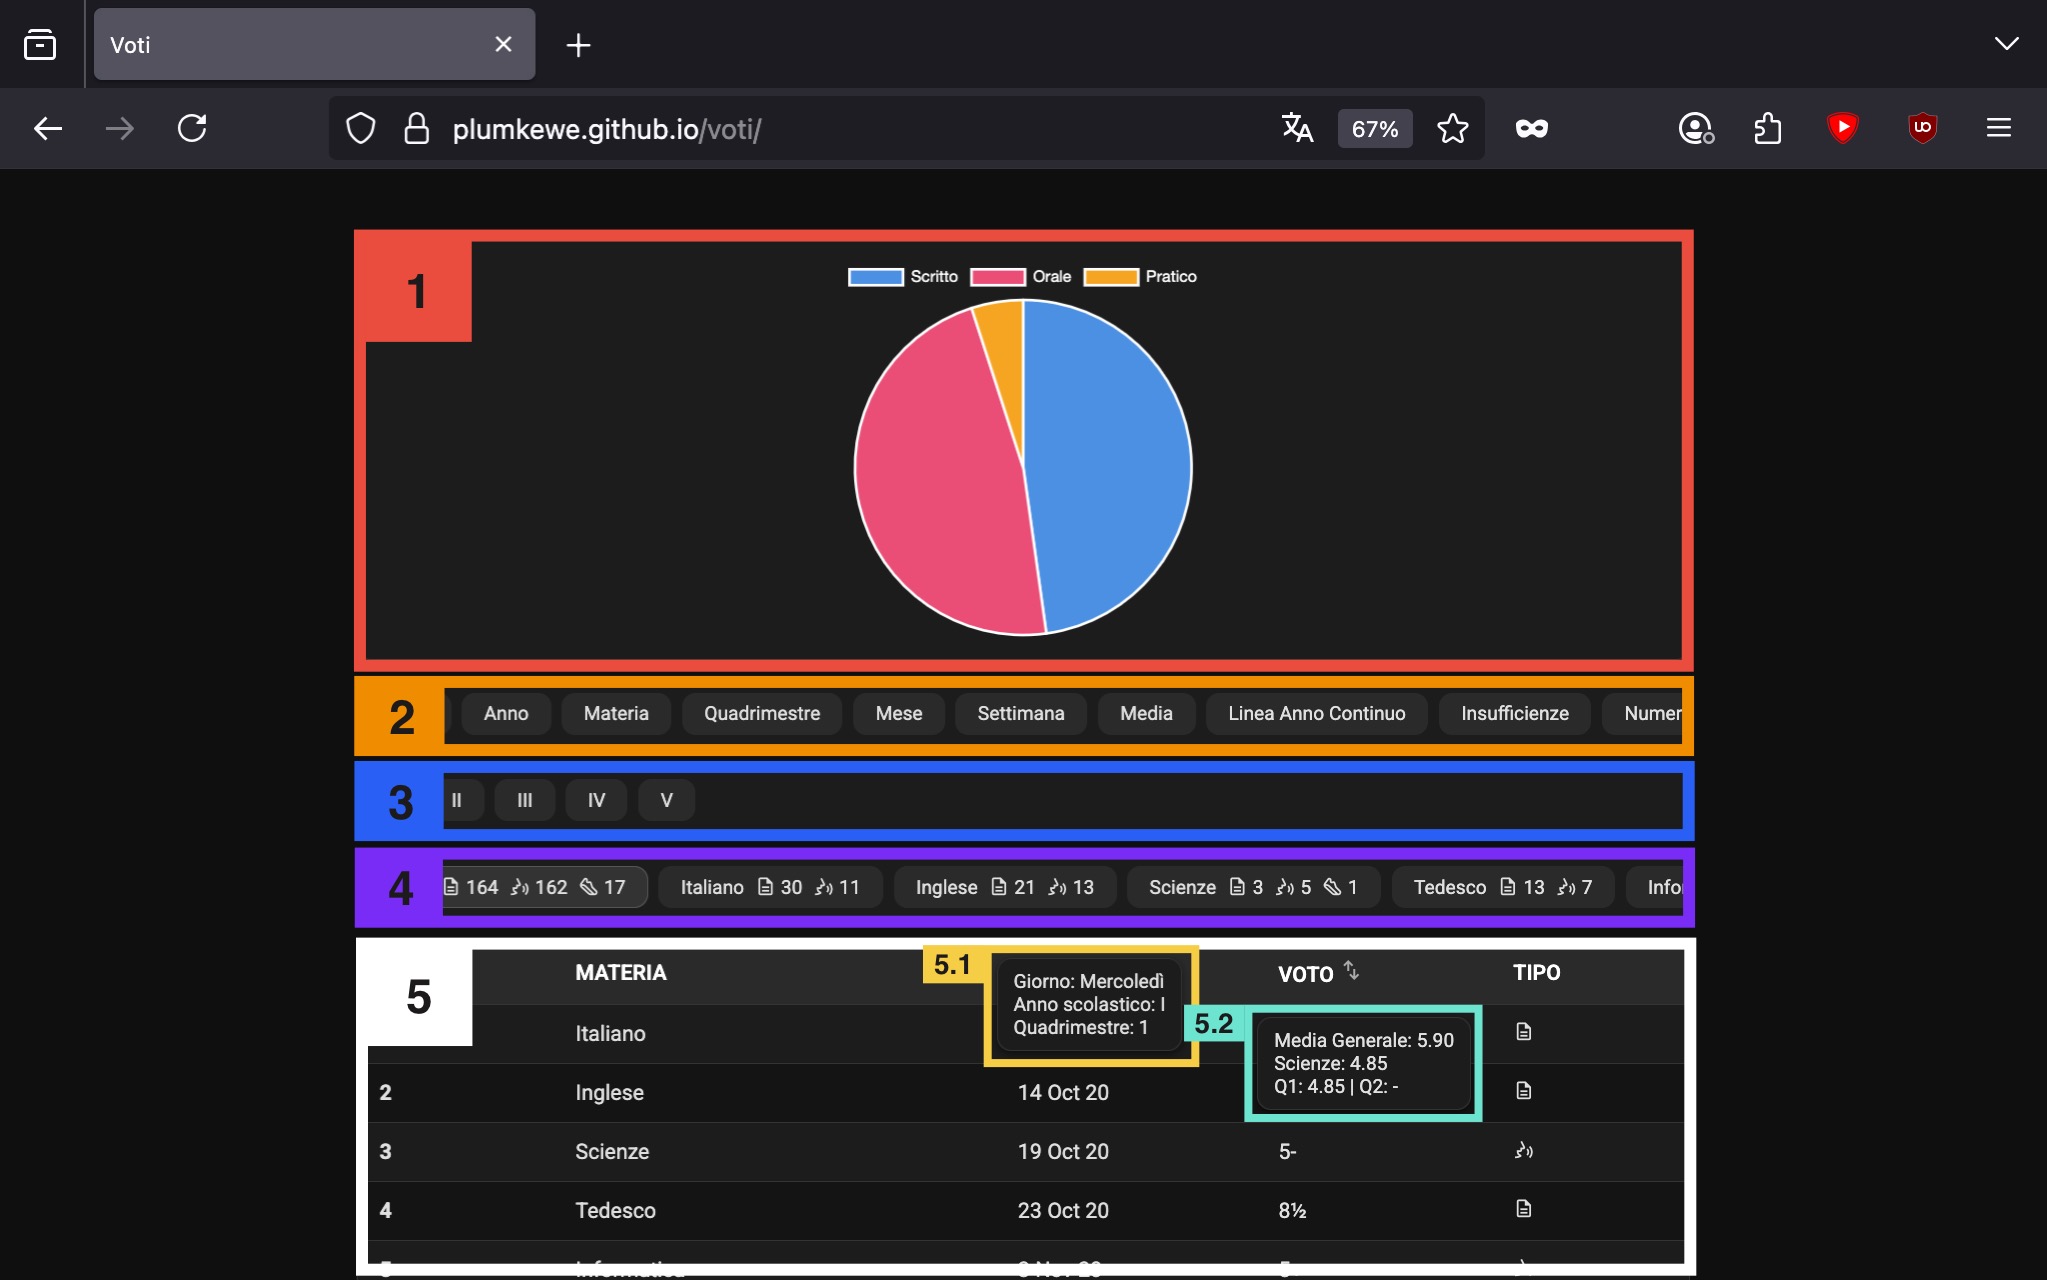 Voti
plumkewe.github.io/voti/
67%
1
Scritto Orale Pratico
2
Anno Materia Quadrimestre Mese Settimana Media Linea Anno Continuo Insufficienze Numer
3
II III IV V
4
164 162 17 Italiano 30 11 Inglese 21 13 Scienze 3 5 1 Tedesco 13 7 Info
5
MATERIA VOTO TIPO
5.1
Giorno: Mercoledì
Anno scolastico: I
Quadrimestre: 1
5.2
Media Generale: 5.90
Scienze: 4.85
Q1: 4.85 | Q2: -
Italiano
2 Inglese 14 Oct 20
3 Scienze 19 Oct 20 5-
4 Tedesco 23 Oct 20 8½